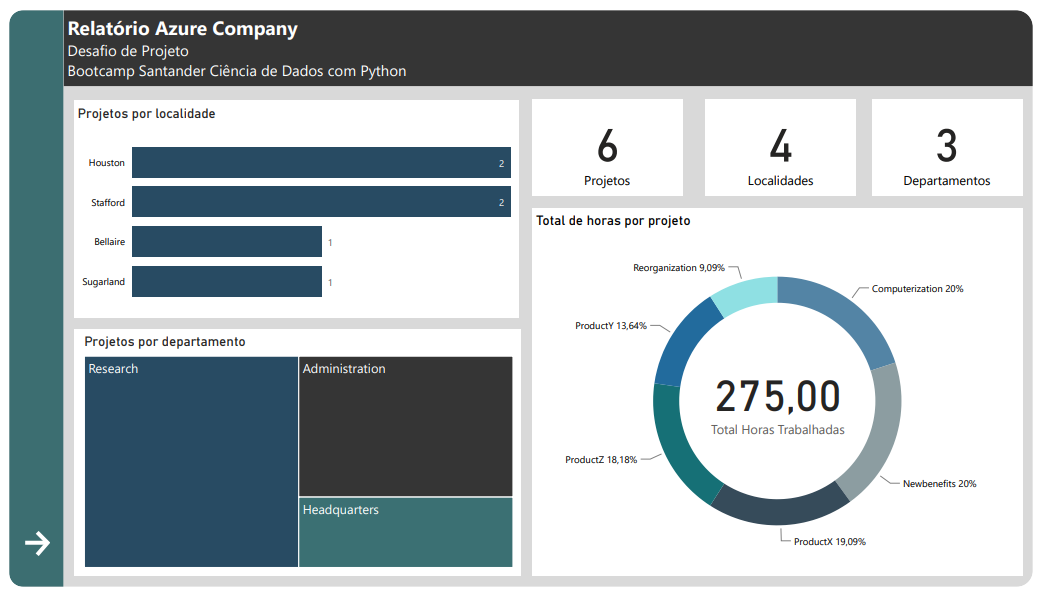 Relatório Azure Company
Desafio de Projeto
Bootcamp Santander Ciência de Dados com Python
Projetos por localidade
Houston
2
Stafford
2
Bellaire
1
Sugarland
1
6
Projetos
4
Localidades
3
Departamentos
Projetos por departamento
Research
Administration
Headquarters
Total de horas por projeto
Reorganization 9,09%
Computerization 20%
ProductY 13,64%
275,00
Total Horas Trabalhadas
ProductZ 18,18%
Newbenefits 20%
ProductX 19,09%